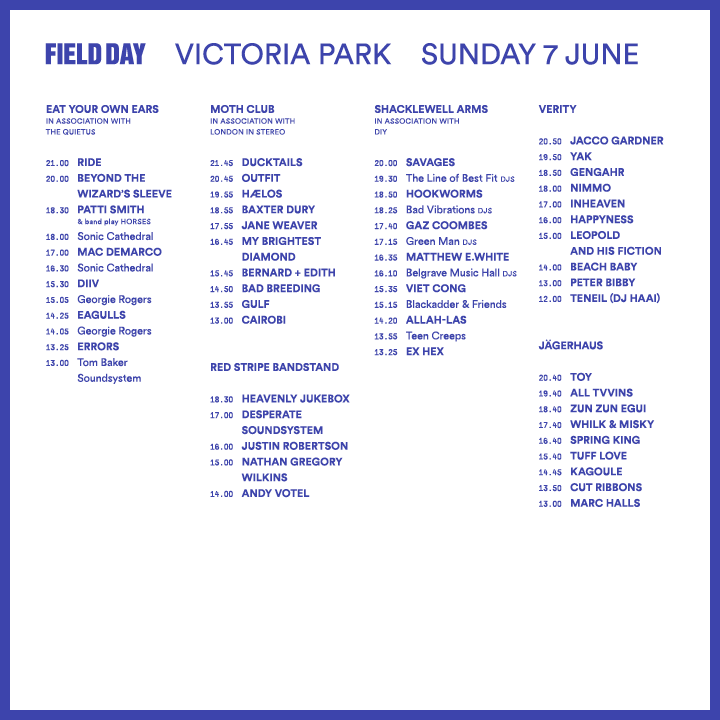 FIELD DAY VICTORIA PARK SUNDAY 7 JUNE
EAT YOUR OWN EARS
IN ASSOCIATION WITH
THE QUIETUS
21.00 RIDE
20.00 BEYOND THE
WIZARD'S SLEEVE
18.30 PATTI SMITH
& band play HORSES
18.00 Sonic Cathedral
17.00 MAC DEMARCO
16.30 Sonic Cathedral
15.30 DIIV
15.05 Georgie Rogers
14.25 EAGULLS
14.05 Georgie Rogers
13.25 ERRORS
13.00 Tom Baker
Soundsystem
MOTH CLUB
IN ASSOCIATION WITH
LONDON IN STEREO
21.45 DUCKTAILS
20.45 OUTFIT
19.55 HÆLOS
18.55 BAXTER DURY
17.55 JANE WEAVER
16.45 MY BRIGHTEST
DIAMOND
15.45 BERNARD + EDITH
14.50 BAD BREEDING
13.55 GULF
13.00 CAIROBI
RED STRIPE BANDSTAND
18.30 HEAVENLY JUKEBOX
17.00 DESPERATE
SOUNDSYSTEM
16.00 JUSTIN ROBERTSON
15.00 NATHAN GREGORY
WILKINS
14.00 ANDY VOTEL
SHACKLEWELL ARMS
IN ASSOCIATION WITH
DIY
20.00 SAVAGES
19.30 The Line of Best Fit DJS
18.50 HOOKWORMS
18.25 Bad Vibrations DJS
17.40 GAZ COOMBES
17.15 Green Man DJS
16.35 MATTHEW E.WHITE
16.10 Belgrave Music Hall DJS
15.35 VIET CONG
15.15 Blackadder & Friends
14.20 ALLAH-LAS
13.55 Teen Creeps
13.25 EX HEX
VERITY
20.50 JACCO GARDNER
19.50 YAK
18.50 GENGAHR
18.00 NIMMO
17.00 INHEAVEN
16.00 HAPPYNESS
15.00 LEOPOLD
AND HIS FICTION
14.00 BEACH BABY
13.00 PETER BIBBY
12.00 TENEIL (DJ HAAI)
JÄGERHAUS
20.40 TOY
19.40 ALL TVVINS
18.40 ZUN ZUN EGUI
17.40 WHILK & MISKY
16.40 SPRING KING
15.40 TUFF LOVE
14.45 KAGOULE
13.50 CUT RIBBONS
13.00 MARC HALLS